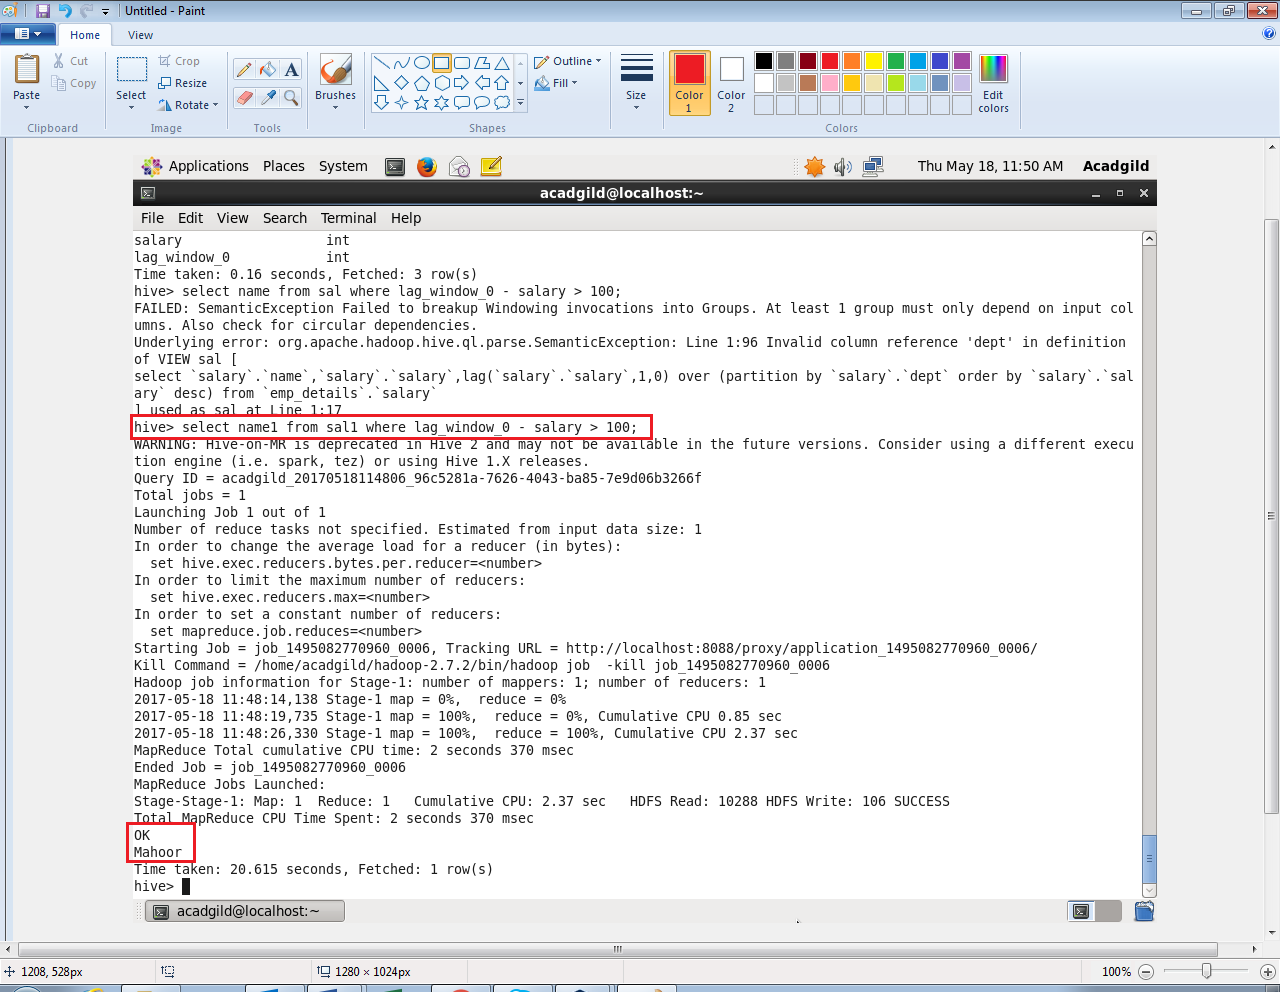 Untitled - Paint
Home
View
Paste
Cut
Copy
Clipboard
Select
Crop
Resize
Rotate
Image
A
Tools
Brushes
Outline
Fill
Shapes
Size
Color 1
Color 2
Edit colors
Colors
Applications Places System
Thu May 18, 11:50 AM Acadgild
acadgild@localhost:~
File Edit View Search Terminal Help
salary                  int
lag_window_0            int
Time taken: 0.16 seconds, Fetched: 3 row(s)
hive> select name from sal where lag_window_0 - salary > 100;
FAILED: SemanticException Failed to breakup Windowing invocations into Groups. At least 1 group must only depend on input col
umns. Also check for circular dependencies.
Underlying error: org.apache.hadoop.hive.ql.parse.SemanticException: Line 1:96 Invalid column reference 'dept' in definition
of VIEW sal [
select `salary`.`name`,`salary`.`salary`,lag(`salary`.`salary`,1,0) over (partition by `salary`.`dept` order by `salary`.`sal
ary` desc) from `emp_details`.`salary`
] used as sal at Line 1:17
hive> select name1 from sal1 where lag_window_0 - salary > 100;
WARNING: Hive-on-MR is deprecated in Hive 2 and may not be available in the future versions. Consider using a different execu
tion engine (i.e. spark, tez) or using Hive 1.X releases.
Query ID = acadgild_20170518114806_96c5281a-7626-4043-ba85-7e9d06b3266f
Total jobs = 1
Launching Job 1 out of 1
Number of reduce tasks not specified. Estimated from input data size: 1
In order to change the average load for a reducer (in bytes):
  set hive.exec.reducers.bytes.per.reducer=<number>
In order to limit the maximum number of reducers:
  set hive.exec.reducers.max=<number>
In order to set a constant number of reducers:
  set mapreduce.job.reduces=<number>
Starting Job = job_1495082770960_0006, Tracking URL = http://localhost:8088/proxy/application_1495082770960_0006/
Kill Command = /home/acadgild/hadoop-2.7.2/bin/hadoop job  -kill job_1495082770960_0006
Hadoop job information for Stage-1: number of mappers: 1; number of reducers: 1
2017-05-18 11:48:14,138 Stage-1 map = 0%,  reduce = 0%
2017-05-18 11:48:19,735 Stage-1 map = 100%,  reduce = 0%, Cumulative CPU 0.85 sec
2017-05-18 11:48:26,330 Stage-1 map = 100%,  reduce = 100%, Cumulative CPU 2.37 sec
MapReduce Total cumulative CPU time: 2 seconds 370 msec
Ended Job = job_1495082770960_0006
MapReduce Jobs Launched:
Stage-Stage-1: Map: 1  Reduce: 1   Cumulative CPU: 2.37 sec   HDFS Read: 10288 HDFS Write: 106 SUCCESS
Total MapReduce CPU Time Spent: 2 seconds 370 msec
OK
Mahoor
Time taken: 20.615 seconds, Fetched: 1 row(s)
hive>
acadgild@localhost:~
1208, 528px
1280 × 1024px
100%